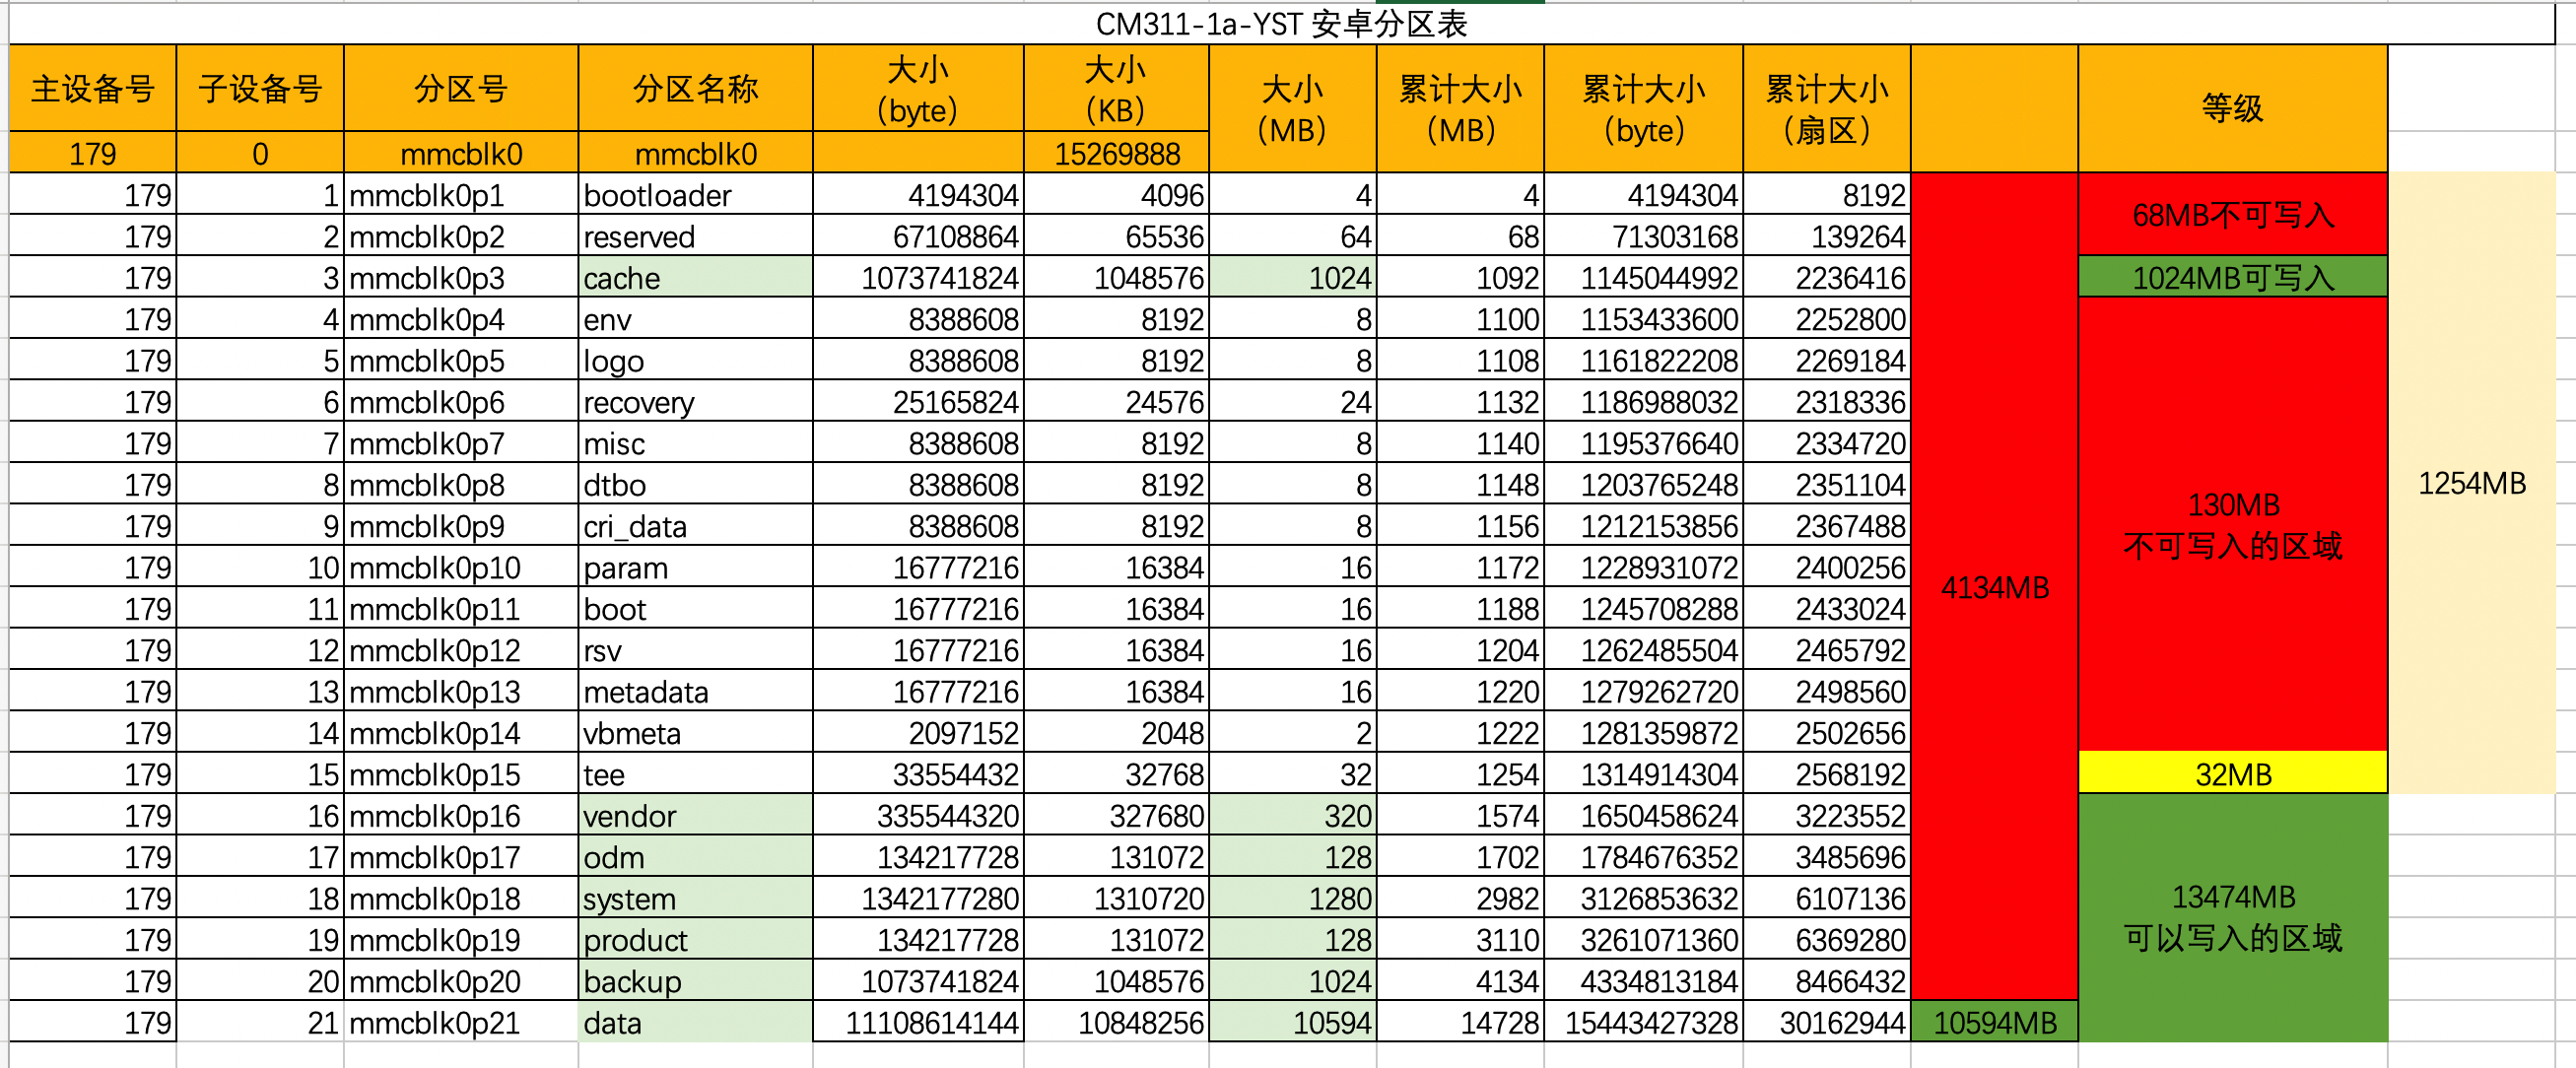 CM311-1a-YST 安卓分区表
主设备号 子设备号 分区号 分区名称 大小（byte） 大小（KB） 大小（MB） 累计大小（MB） 累计大小（byte） 累计大小（扇区） 等级
179 0 mmcblk0 mmcblk0 15269888
179 1 mmcblk0p1 bootloader 4194304 4096 4 4 4194304 8192 68MB不可写入
179 2 mmcblk0p2 reserved 67108864 65536 64 68 71303168 139264
179 3 mmcblk0p3 cache 1073741824 1048576 1024 1092 1145044992 2236416 1024MB可写入
179 4 mmcblk0p4 env 8388608 8192 8 1100 1153433600 2252800
179 5 mmcblk0p5 logo 8388608 8192 8 1108 1161822208 2269184
179 6 mmcblk0p6 recovery 25165824 24576 24 1132 1186988032 2318336
179 7 mmcblk0p7 misc 8388608 8192 8 1140 1195376640 2334720
179 8 mmcblk0p8 dtbo 8388608 8192 8 1148 1203765248 2351104 130MB 1254MB
179 9 mmcblk0p9 cri_data 8388608 8192 8 1156 1212153856 2367488 不可写入的区域
179 10 mmcblk0p10 param 16777216 16384 16 1172 1228931072 2400256 4134MB
179 11 mmcblk0p11 boot 16777216 16384 16 1188 1245708288 2433024
179 12 mmcblk0p12 rsv 16777216 16384 16 1204 1262485504 2465792
179 13 mmcblk0p13 metadata 16777216 16384 16 1220 1279262720 2498560
179 14 mmcblk0p14 vbmeta 2097152 2048 2 1222 1281359872 2502656
179 15 mmcblk0p15 tee 33554432 32768 32 1254 1314914304 2568192 32MB
179 16 mmcblk0p16 vendor 335544320 327680 320 1574 1650458624 3223552
179 17 mmcblk0p17 odm 134217728 131072 128 1702 1784676352 3485696
179 18 mmcblk0p18 system 1342177280 1310720 1280 2982 3126853632 6107136 13474MB
179 19 mmcblk0p19 product 134217728 131072 128 3110 3261071360 6369280 可以写入的区域
179 20 mmcblk0p20 backup 1073741824 1048576 1024 4134 4334813184 8466432
179 21 mmcblk0p21 data 11108614144 10848256 10594 14728 15443427328 30162944 10594MB